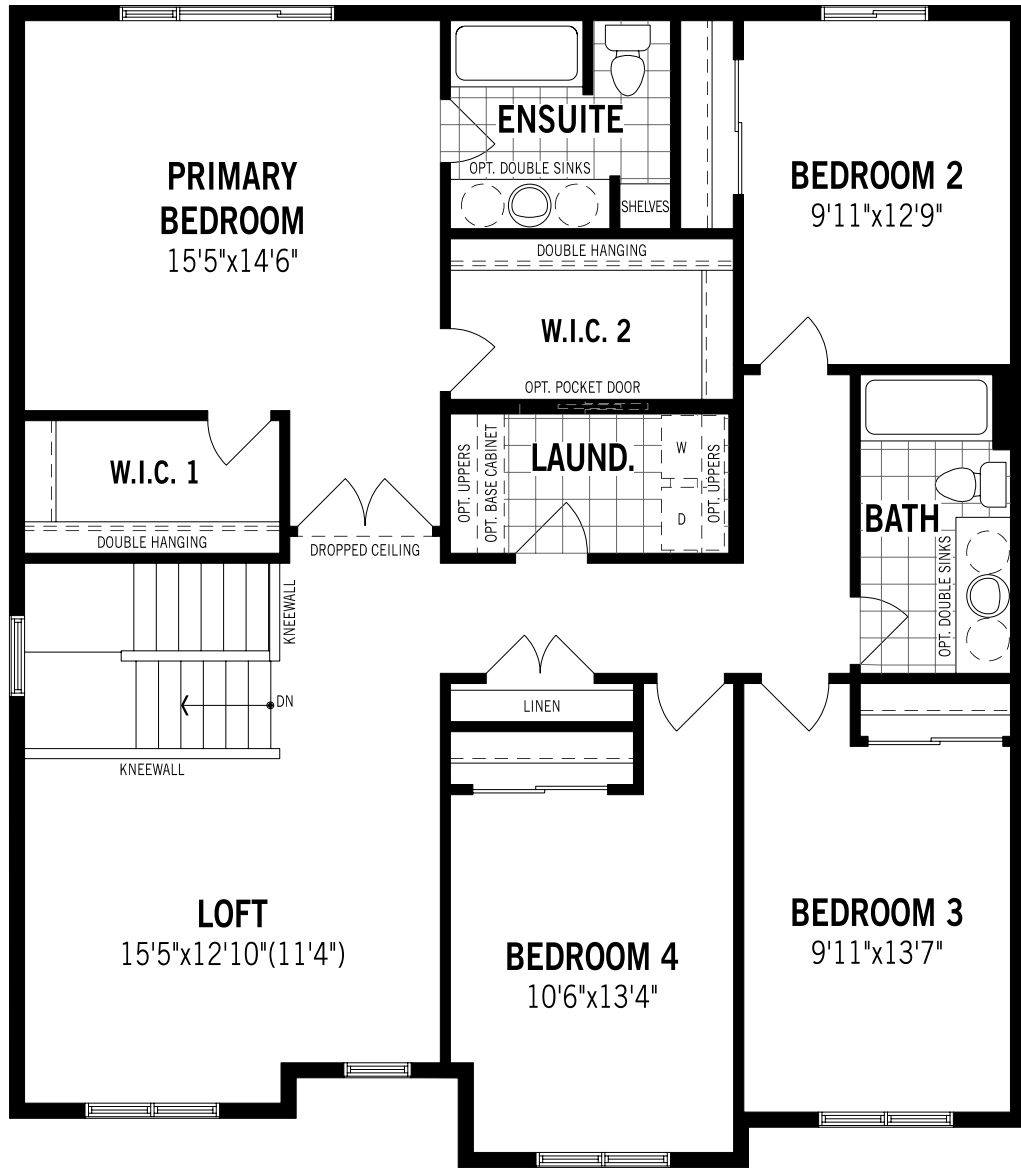 ENSUITE
OPT. DOUBLE SINKS
SHELVES
PRIMARY
BEDROOM
15'5"x14'6"
BEDROOM 2
9'11"x12'9"
DOUBLE HANGING
W.I.C. 2
OPT. POCKET DOOR
W.I.C. 1
DOUBLE HANGING
DROPPED CEILING
OPT. UPPERS
OPT. BASE CABINET
LAUND.
W
D
OPT. UPPERS
BATH
OPT. DOUBLE SINKS
KNEEWALL
DN
KNEEWALL
LINEN
LOFT
15'5"x12'10"(11'4")
BEDROOM 4
10'6"x13'4"
BEDROOM 3
9'11"x13'7"